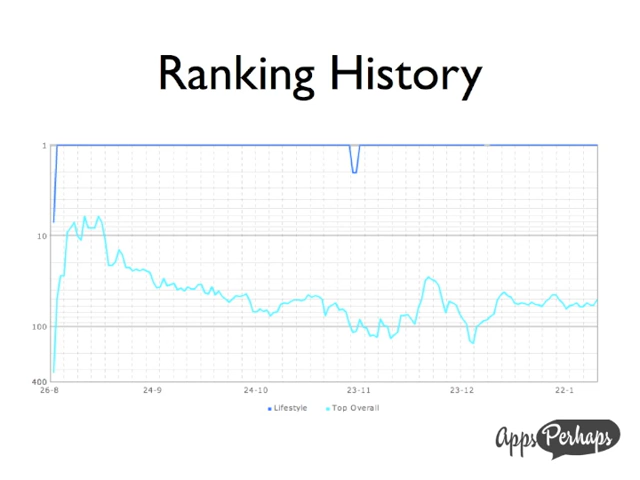 Ranking History
1
10
100
400
26-8 24-9 24-10 23-11 23-12 22-1
Lifestyle Top Overall
Apps Perhaps